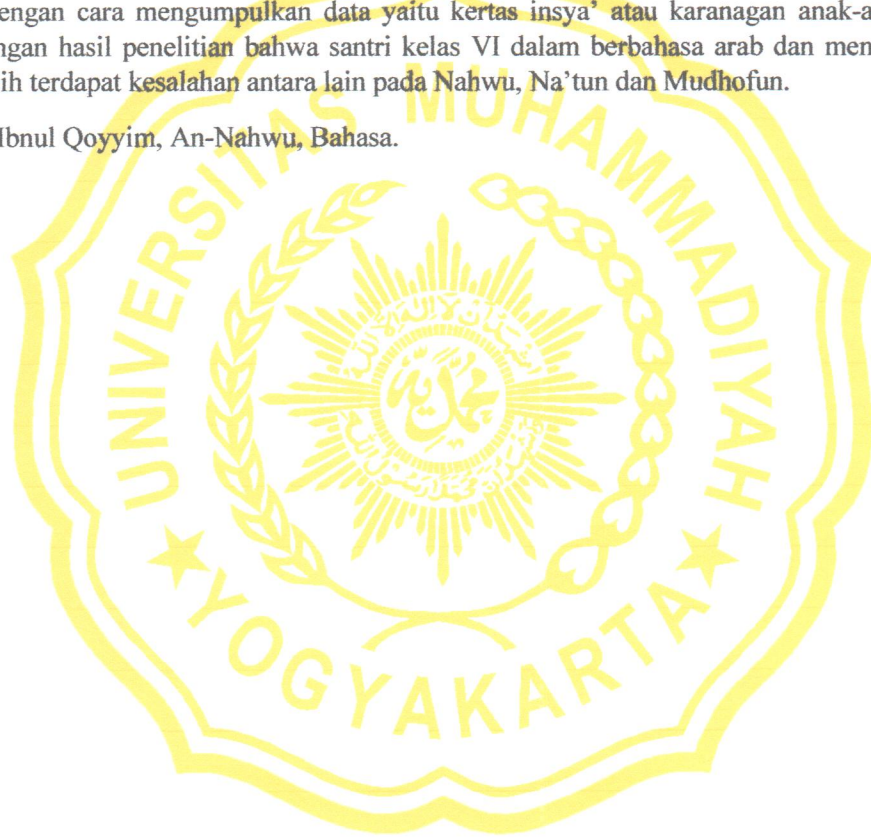 engan cara mengumpulkan data yaitu kertas insya’ atau karanagan anak-a
ngan hasil penelitian bahwa santri kelas VI dalam berbahasa arab dan men
ih terdapat kesalahan antara lain pada Nahwu, Na’tun dan Mudhofun.
Ibnul Qoyyim, An-Nahwu, Bahasa.
UNIVERSITAS MUHAMMADIYAH
★ YOGYAKARTA ★
محمدية